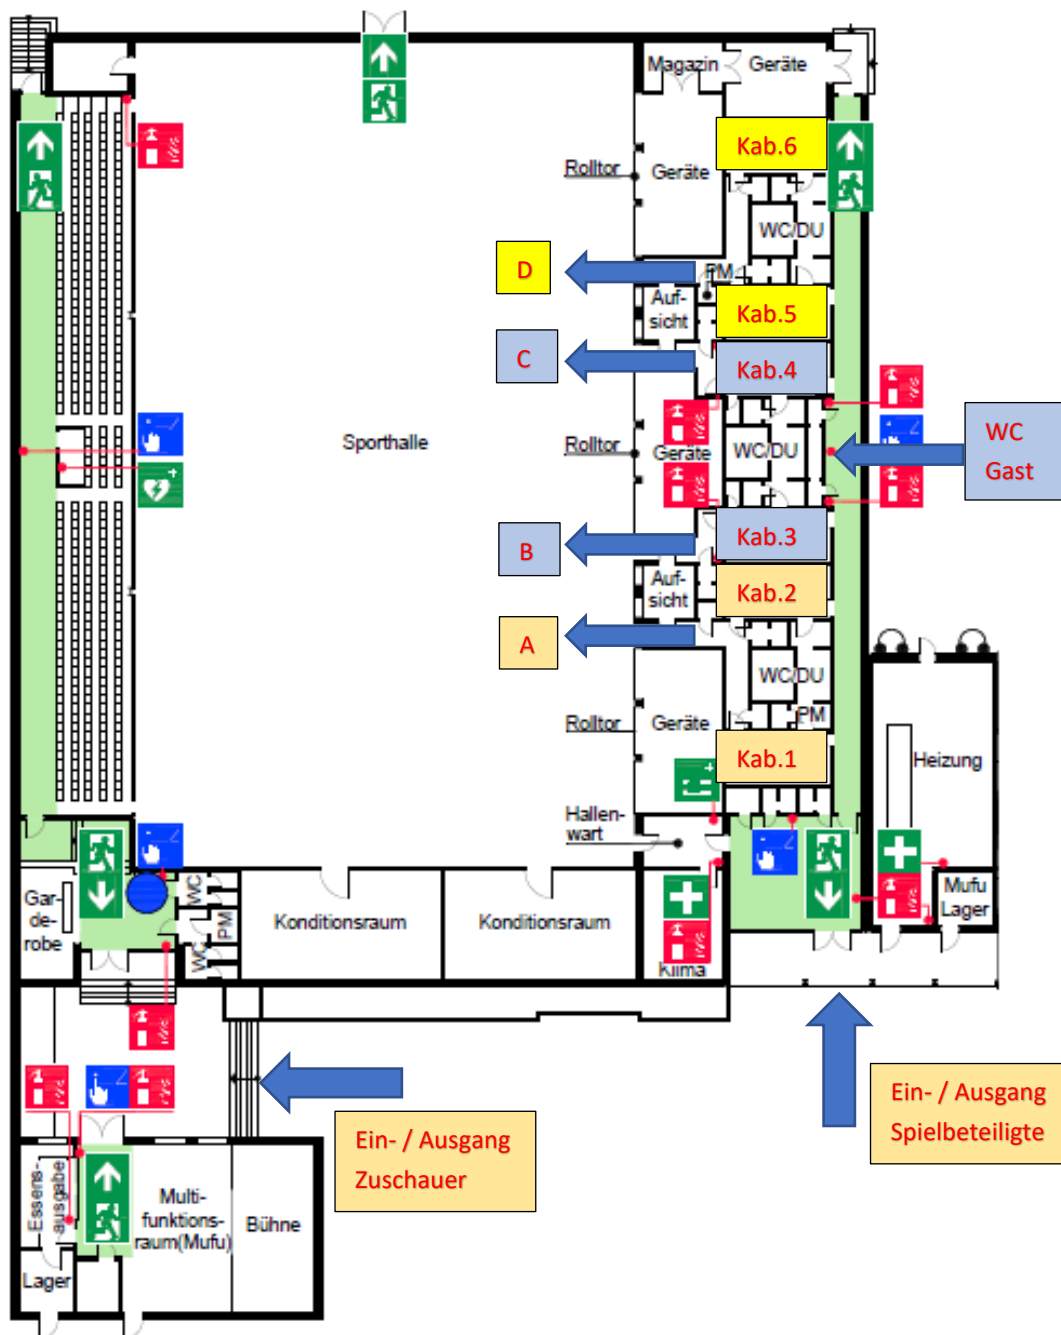 Magazin
Geräte
Kab.6
Rolltor
Geräte
WC/DU
D
PM
Auf-
sicht
Kab.5
C
Kab.4
Sporthalle
Rolltor
Geräte
WC/DU
WC
Gast
B
Kab.3
Auf-
sicht
Kab.2
A
WC/DU
PM
Rolltor
Geräte
Kab.1
Heizung
Hallen-
wart
Gar-
de-
robe
WC
PM
WC
Konditionsraum
Konditionsraum
Klima
Mufu
Lager
Ein- / Ausgang
Spielbeteiligte
Ein- / Ausgang
Zuschauer
Essens-
ausgabe
Multi-
funktions-
raum(Mufu)
Bühne
Lager